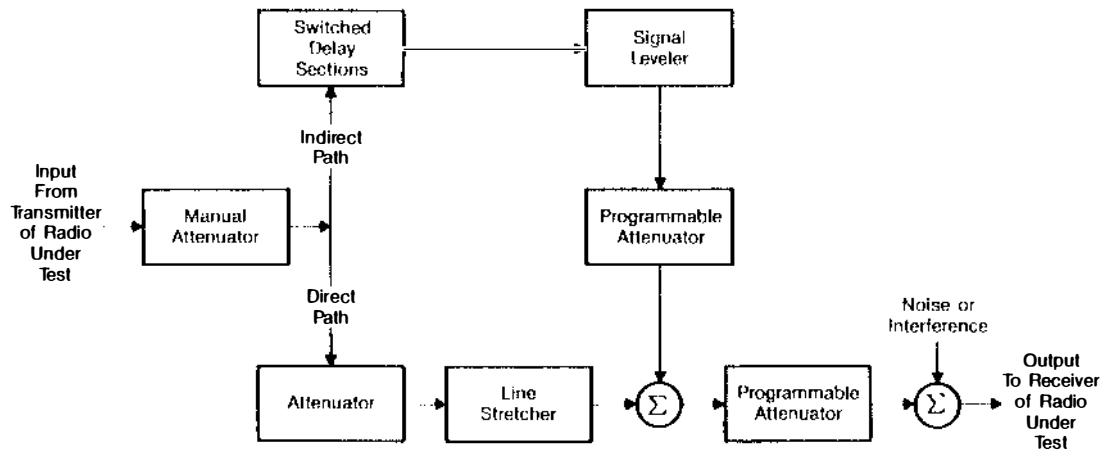 Switched
Delay
Sections
Signal
Leveler
Indirect
Path
Input
From
Transmitter
of Radio
Under
Test
Manual
Attenuator
Programmable
Attenuator
Direct
Path
Noise or
Interference
Attenuator
Line
Stretcher
Σ
Programmable
Attenuator
Σ
Output
To Receiver
of Radio
Under
Test